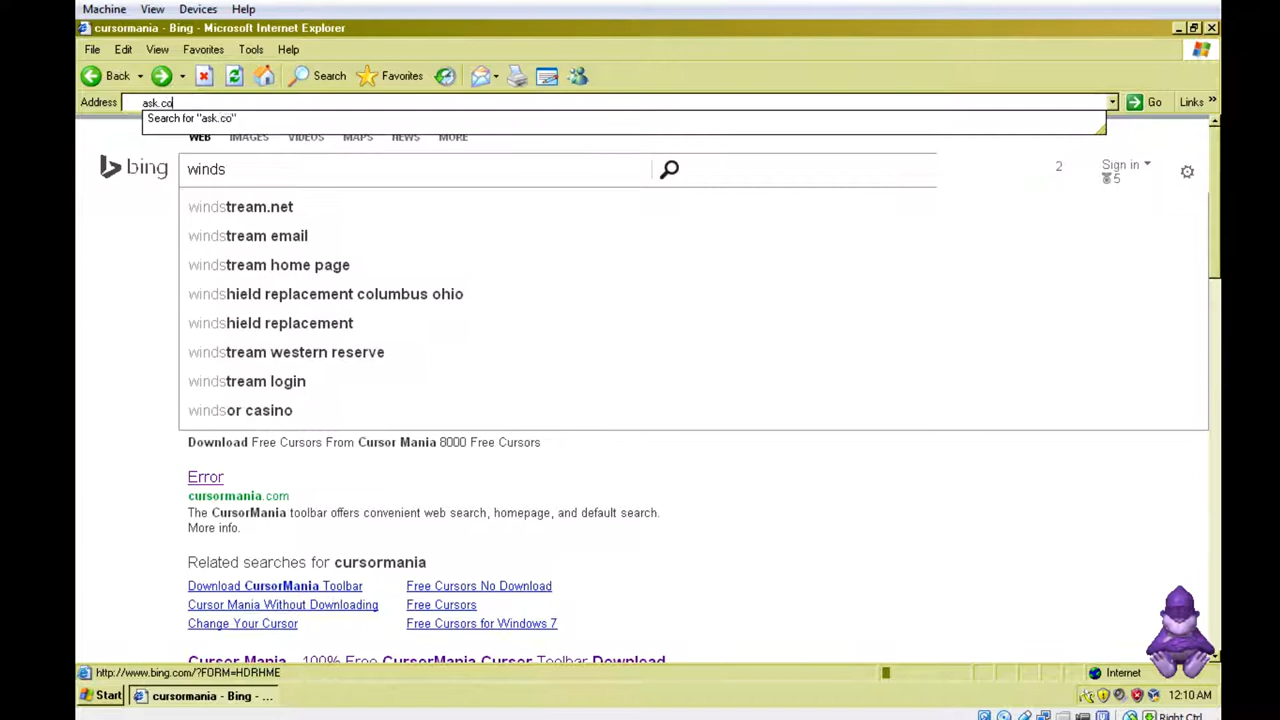 Machine View Devices Help
cursormania - Bing - Microsoft Internet Explorer
File Edit View Favorites Tools Help
Back Search Favorites
Address ask.co Go Links »
Search for "ask.co"
WEB IMAGES VIDEOS MAPS NEWS MORE
bing winds 2 Sign in
5
windstream.net
windstream email
windstream home page
windshield replacement columbus ohio
windshield replacement
windstream western reserve
windstream login
windsor casino
Download Free Cursors From Cursor Mania 8000 Free Cursors
Error
cursormania.com
The CursorMania toolbar offers convenient web search, homepage, and default search.
More info.
Related searches for cursormania
Download CursorMania Toolbar Free Cursors No Download
Cursor Mania Without Downloading Free Cursors
Change Your Cursor Free Cursors for Windows 7
Cursor Mania - 100% Free CursorMania Cursor Toolbar Download
http://www.bing.com/?FORM=HDRHME Internet
Start cursormania - Bing - ... 12:10 AM
Right Ctrl